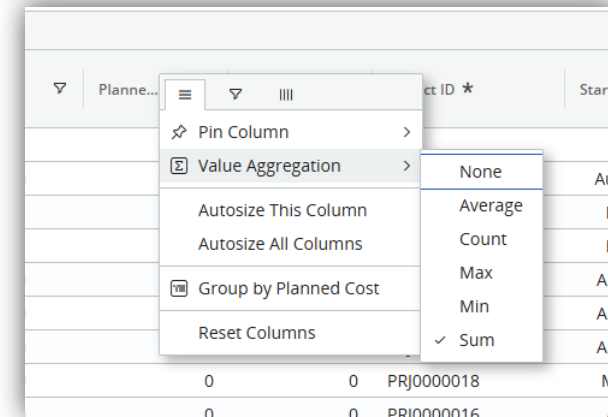 Planne...
ct ID *
Star
Pin Column
Value Aggregation
None
Autosize This Column
Average
Autosize All Columns
Count
Group by Planned Cost
Max
Min
Reset Columns
Sum
0 0 PRJ0000018
0 0 PRJ0000016